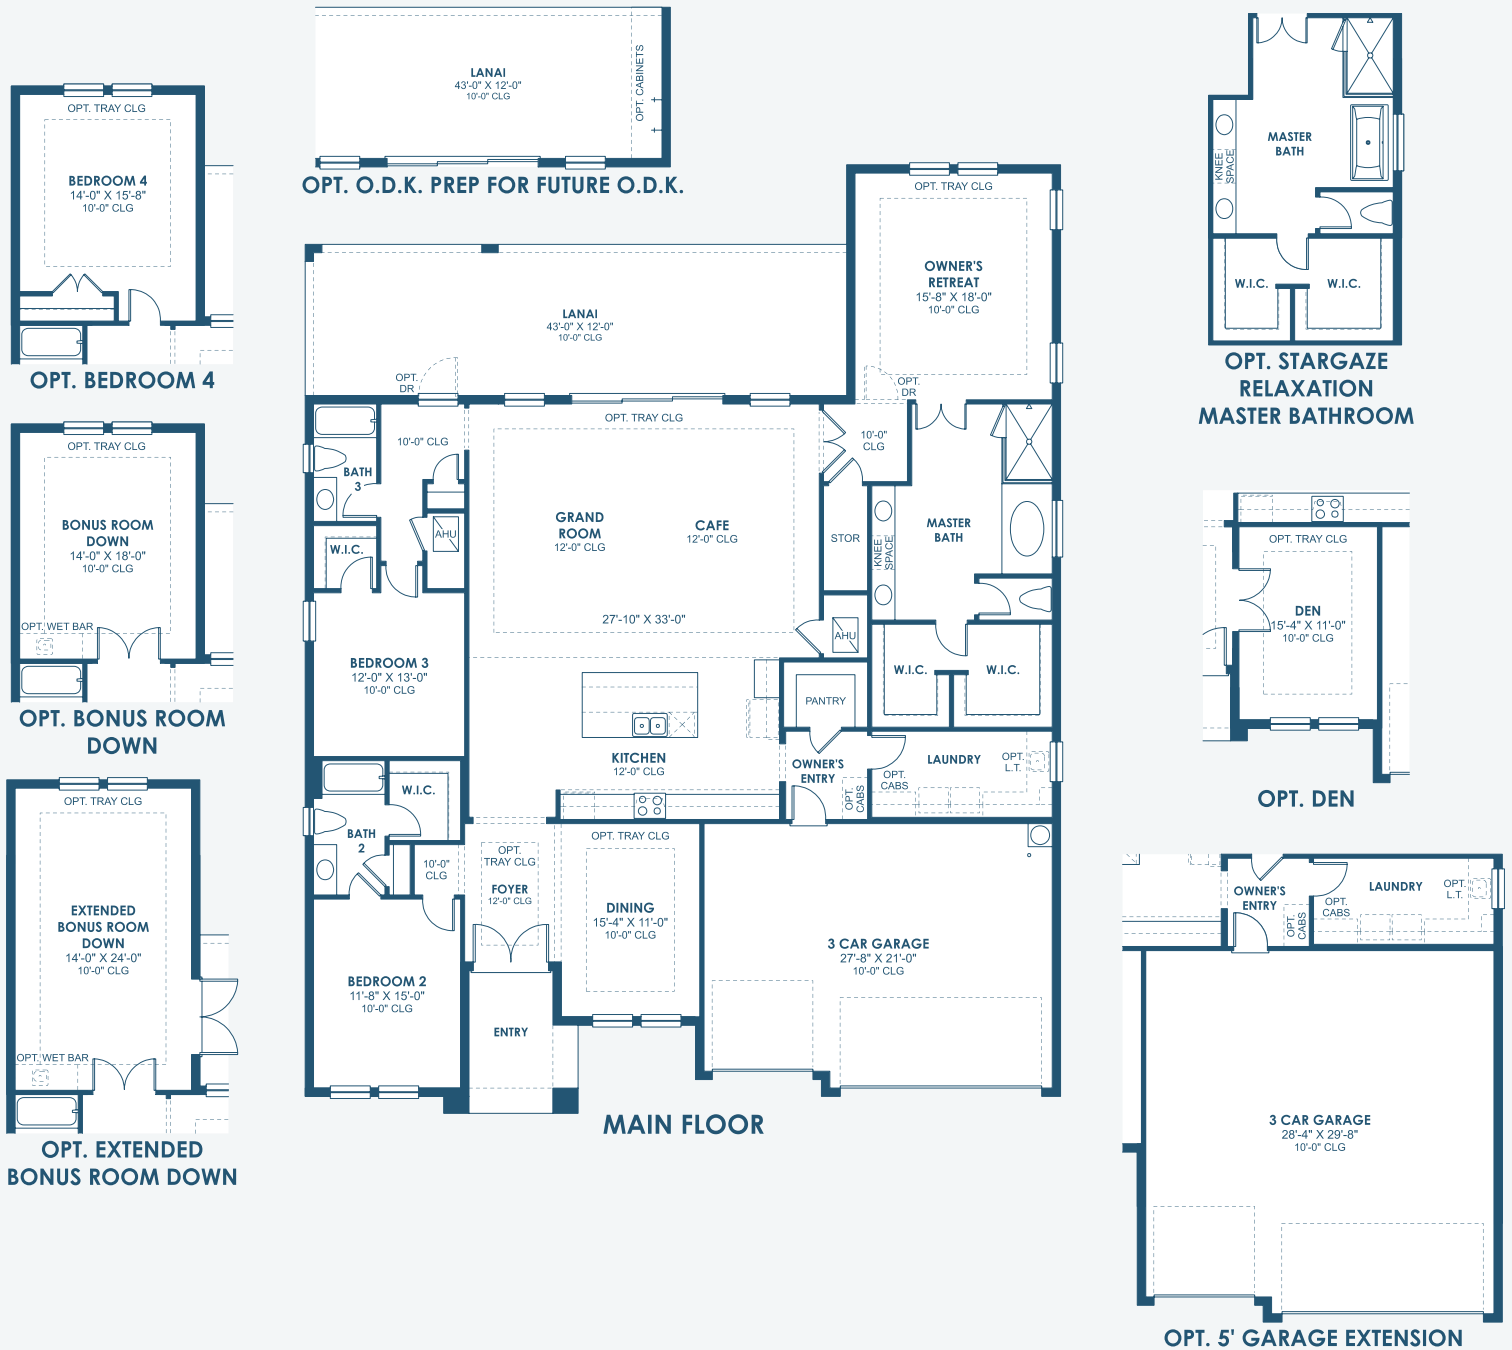 OPT. TRAY CLG
BEDROOM 4
14'-0" X 15'-8"
10'-0" CLG
OPT. BEDROOM 4
OPT. TRAY CLG
BONUS ROOM
DOWN
14'-0" X 18'-0"
10'-0" CLG
OPT. WET BAR
OPT. BONUS ROOM
DOWN
OPT. TRAY CLG
EXTENDED
BONUS ROOM
DOWN
14'-0" X 24'-0"
10'-0" CLG
OPT. WET BAR
OPT. EXTENDED
BONUS ROOM DOWN
LANAI
43'-0" X 12'-0"
10'-0" CLG
OPT. CABINETS
OPT. O.D.K. PREP FOR FUTURE O.D.K.
LANAI
43'-0" X 12'-0"
10'-0" CLG
OPT.
DR
OPT. TRAY CLG
OWNER'S
RETREAT
15'-8" X 18'-0"
10'-0" CLG
OPT.
DR
10'-0" CLG
BATH
3
W.I.C.
AHU
OPT. TRAY CLG
GRAND
ROOM
12'-0" CLG
CAFE
12'-0" CLG
27'-10" X 33'-0"
10'-0"
CLG
STOR
AHU
KNEE
SPACE
MASTER
BATH
W.I.C.
W.I.C.
BEDROOM 3
12'-0" X 13'-0"
10'-0" CLG
PANTRY
KITCHEN
12'-0" CLG
OWNER'S
ENTRY
OPT.
CABS
OPT.
CABS
LAUNDRY
OPT.
L.T.
W.I.C.
BATH
2
10'-0"
CLG
OPT.
TRAY CLG
FOYER
12'-0" CLG
OPT. TRAY CLG
DINING
15'-4" X 11'-0"
10'-0" CLG
3 CAR GARAGE
27'-8" X 21'-0"
10'-0" CLG
BEDROOM 2
11'-8" X 15'-0"
10'-0" CLG
ENTRY
MAIN FLOOR
MASTER
BATH
KNEE
SPACE
W.I.C.
W.I.C.
OPT. STARGAZE
RELAXATION
MASTER BATHROOM
OPT. TRAY CLG
DEN
15'-4" X 11'-0"
10'-0" CLG
OPT. DEN
OWNER'S
ENTRY
OPT.
CABS
OPT.
CABS
LAUNDRY
OPT.
L.T.
3 CAR GARAGE
28'-4" X 29'-8"
10'-0" CLG
OPT. 5' GARAGE EXTENSION